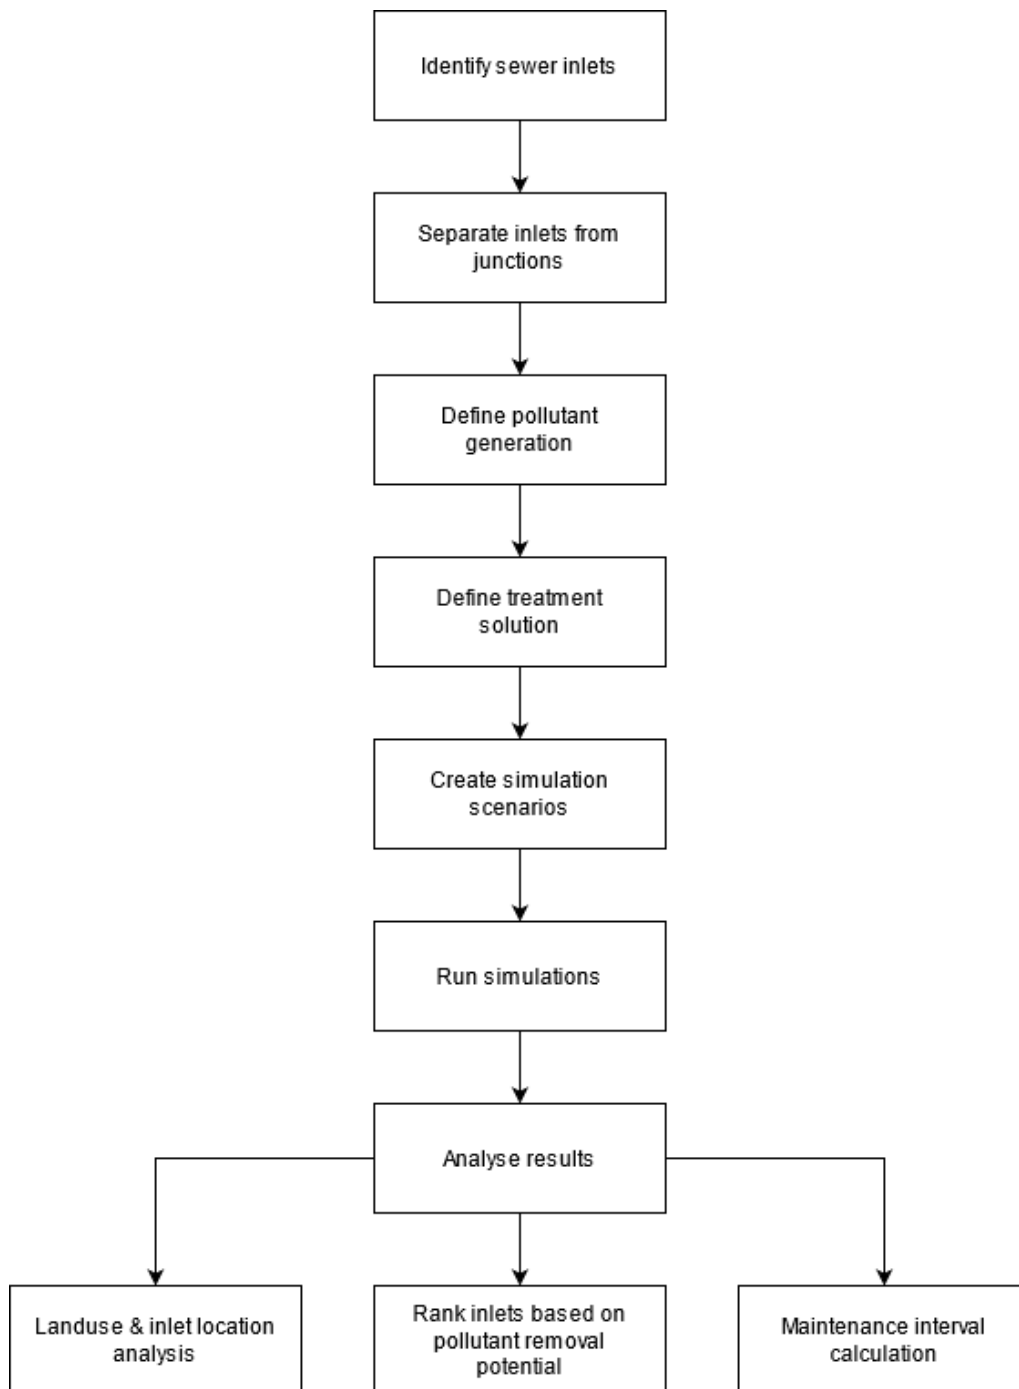 Identify sewer inlets
Separate inlets from
junctions
Define pollutant
generation
Define treatment
solution
Create simulation
scenarios
Run simulations
Analyse results
Landuse & inlet location
analysis
Rank inlets based on
pollutant removal
potential
Maintenance interval
calculation